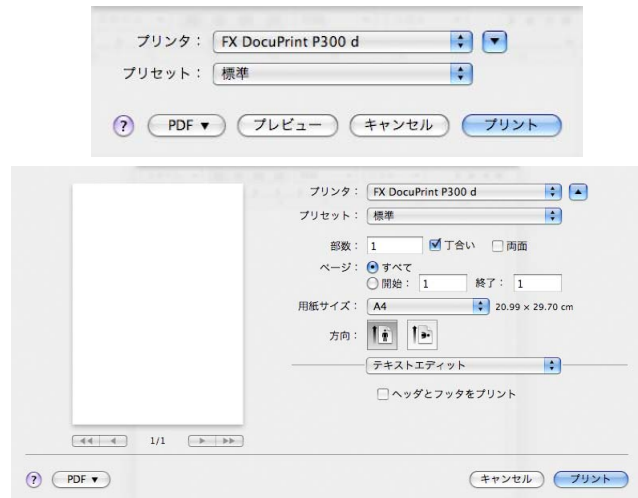 プリンタ： FX DocuPrint P300 d
プリセット： 標準
? PDF ▼ プレビュー キャンセル プリント
プリンタ： FX DocuPrint P300 d
プリセット： 標準
部数： 1 丁合い 両面
ページ： すべて
開始： 1 終了： 1
用紙サイズ： A4 20.99 × 29.70 cm
方向：
テキストエディット
ヘッダとフッタをプリント
1/1
? PDF ▼ キャンセル プリント